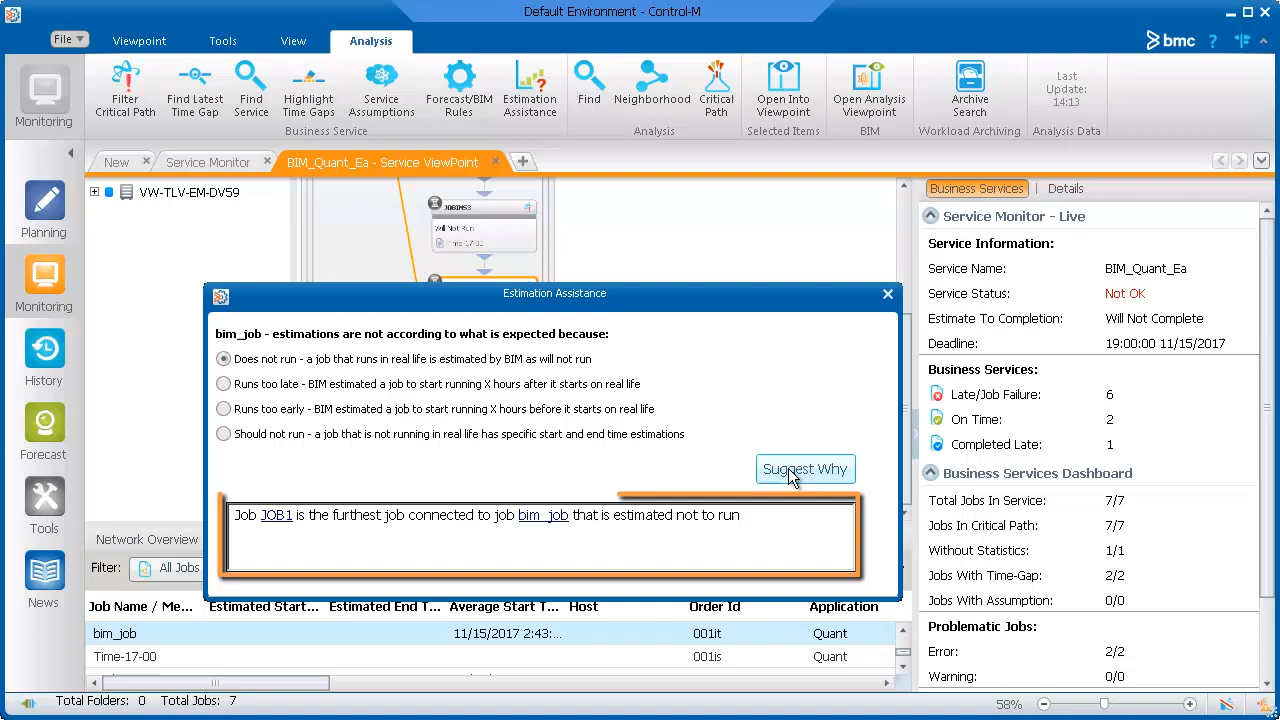 Default Environment - Control-M
File
Viewpoint
Tools
View
Analysis
bmc
?
Monitoring
Filter
Critical Path
Find Latest
Time Gap
Find
Service
Highlight
Time Gaps
Service
Assumptions
Forecast/BIM
Rules
Estimation
Assistance
Business Service
Find
Neighborhood
Critical
Path
Analysis
Open Into
Viewpoint
Selected Items
Open Analysis
Viewpoint
BIM
Archive
Search
Workload Archiving
Last
Update:
14:13
Analysis Data
New
Service Monitor
BIM_Quant_Ea - Service ViewPoint
Planning
Monitoring
History
Forecast
Tools
News
VW-TLV-EM-DV59
JOBINS3
Will Not Run
Time-17-00
Estimation Assistance
bim_job - estimations are not according to what is expected because:
Does not run - a job that runs in real life is estimated by BIM as will not run
Runs too late - BIM estimated a job to start running X hours after it starts on real life
Runs too early - BIM estimated a job to start running X hours before it starts on real life
Should not run - a job that is not running in real life has specific start and end time estimations
Suggest Why
Job JOB1 is the furthest job connected to job bim_job that is estimated not to run
Network Overview
Filter:
All Jobs
Job Name / Me... Estimated Start... Estimated End T... Average Start T... Host Order Id Application
bim_job 11/15/2017 2:43:... 001it Quant
Time-17-00 001is Quant
Business Services | Details
Service Monitor - Live
Service Information:
Service Name: BIM_Quant_Ea
Service Status: Not OK
Estimate To Completion: Will Not Complete
Deadline: 19:00:00 11/15/2017
Business Services:
Late/Job Failure: 6
On Time: 2
Completed Late: 1
Business Services Dashboard
Total Jobs In Service: 7/7
Jobs In Critical Path: 7/7
Without Statistics: 1/1
Jobs With Time-Gap: 2/2
Jobs With Assumption: 0/0
Problematic Jobs:
Error: 2/2
Warning: 0/0
Total Folders: 0 Total Jobs: 7
58%